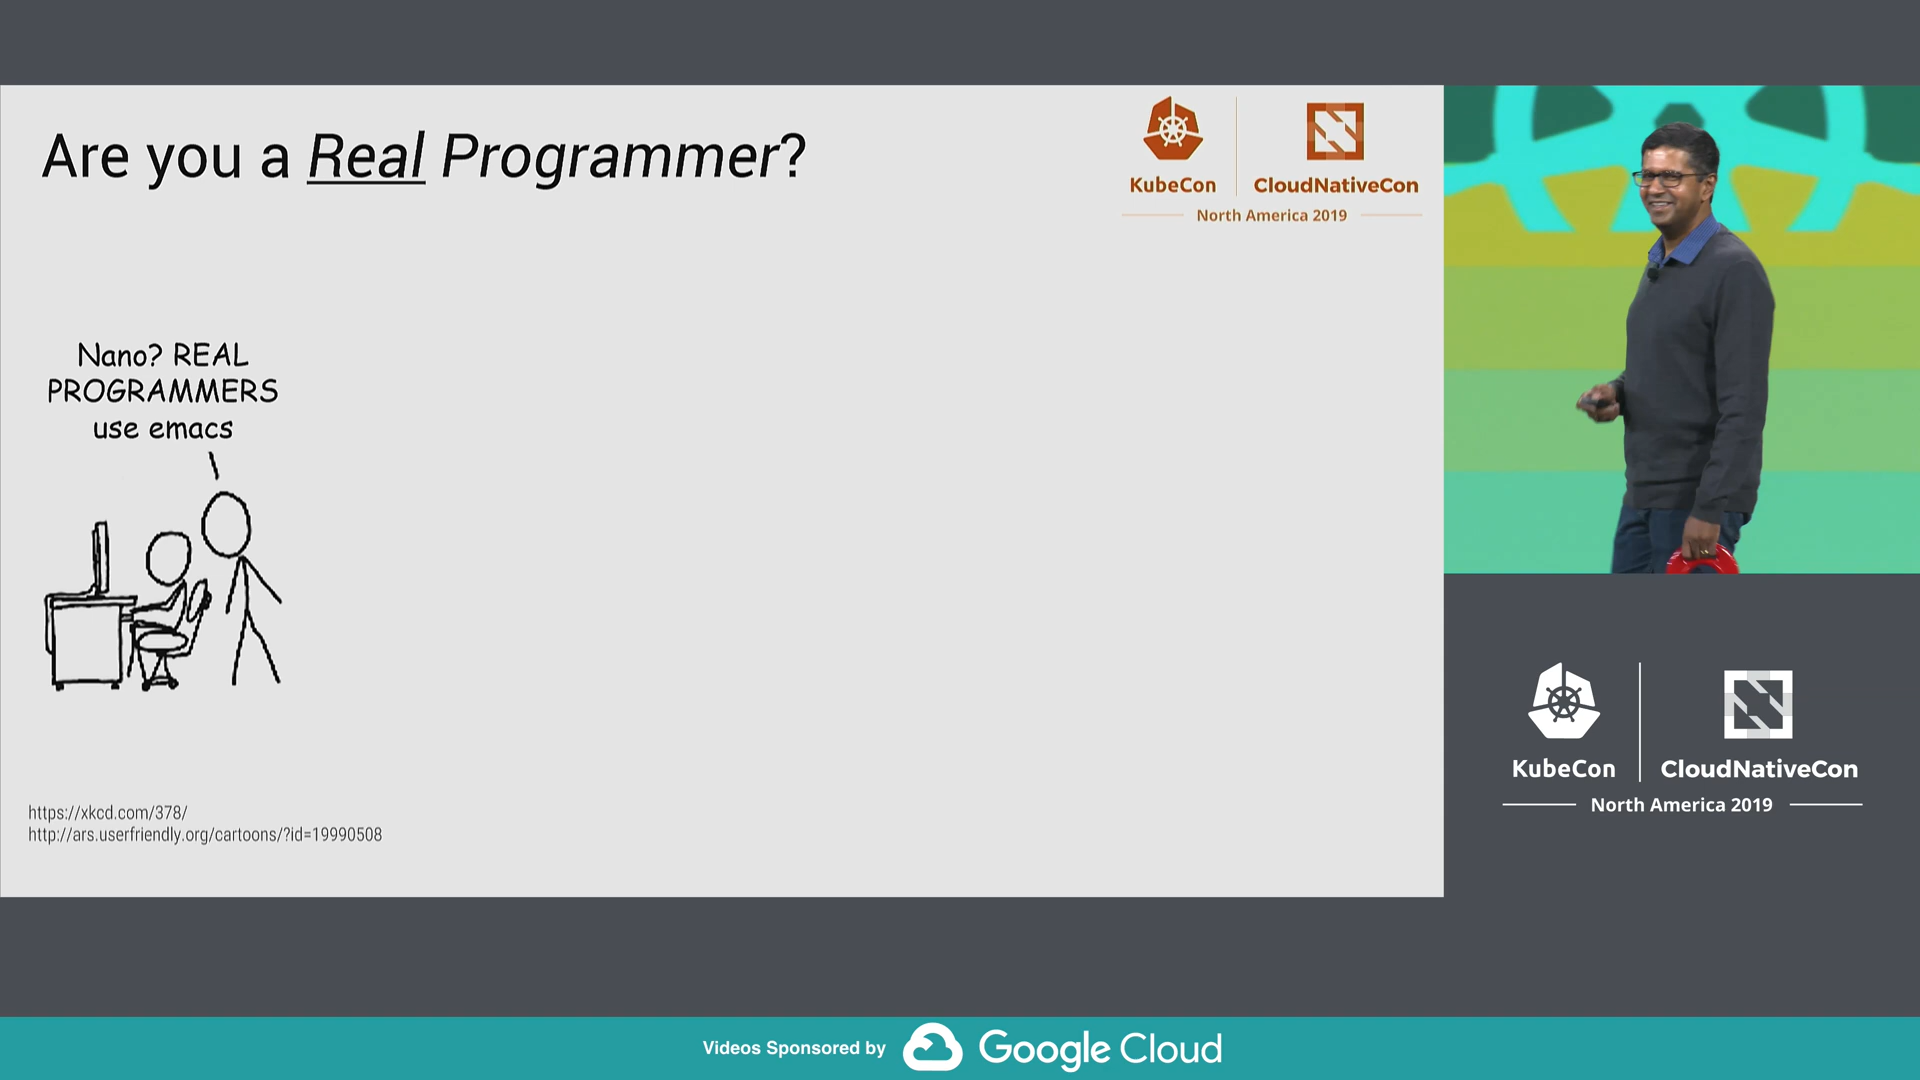 Are you a Real Programmer?
KubeCon
CloudNativeCon
North America 2019
Nano? REAL
PROGRAMMERS
use emacs
https://xkcd.com/378/
http://ars.userfriendly.org/cartoons/?id=19990508
KubeCon
CloudNativeCon
North America 2019
Videos Sponsored by
Google Cloud